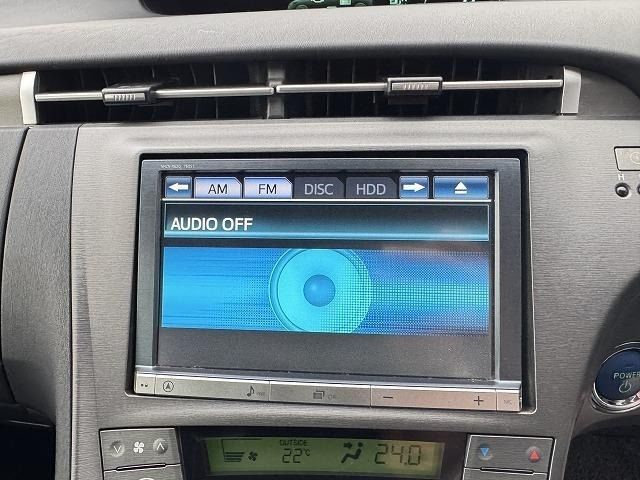 AM FM DISC HDD
AUDIO OFF
POWER
OUTSIDE
22℃ 24.0